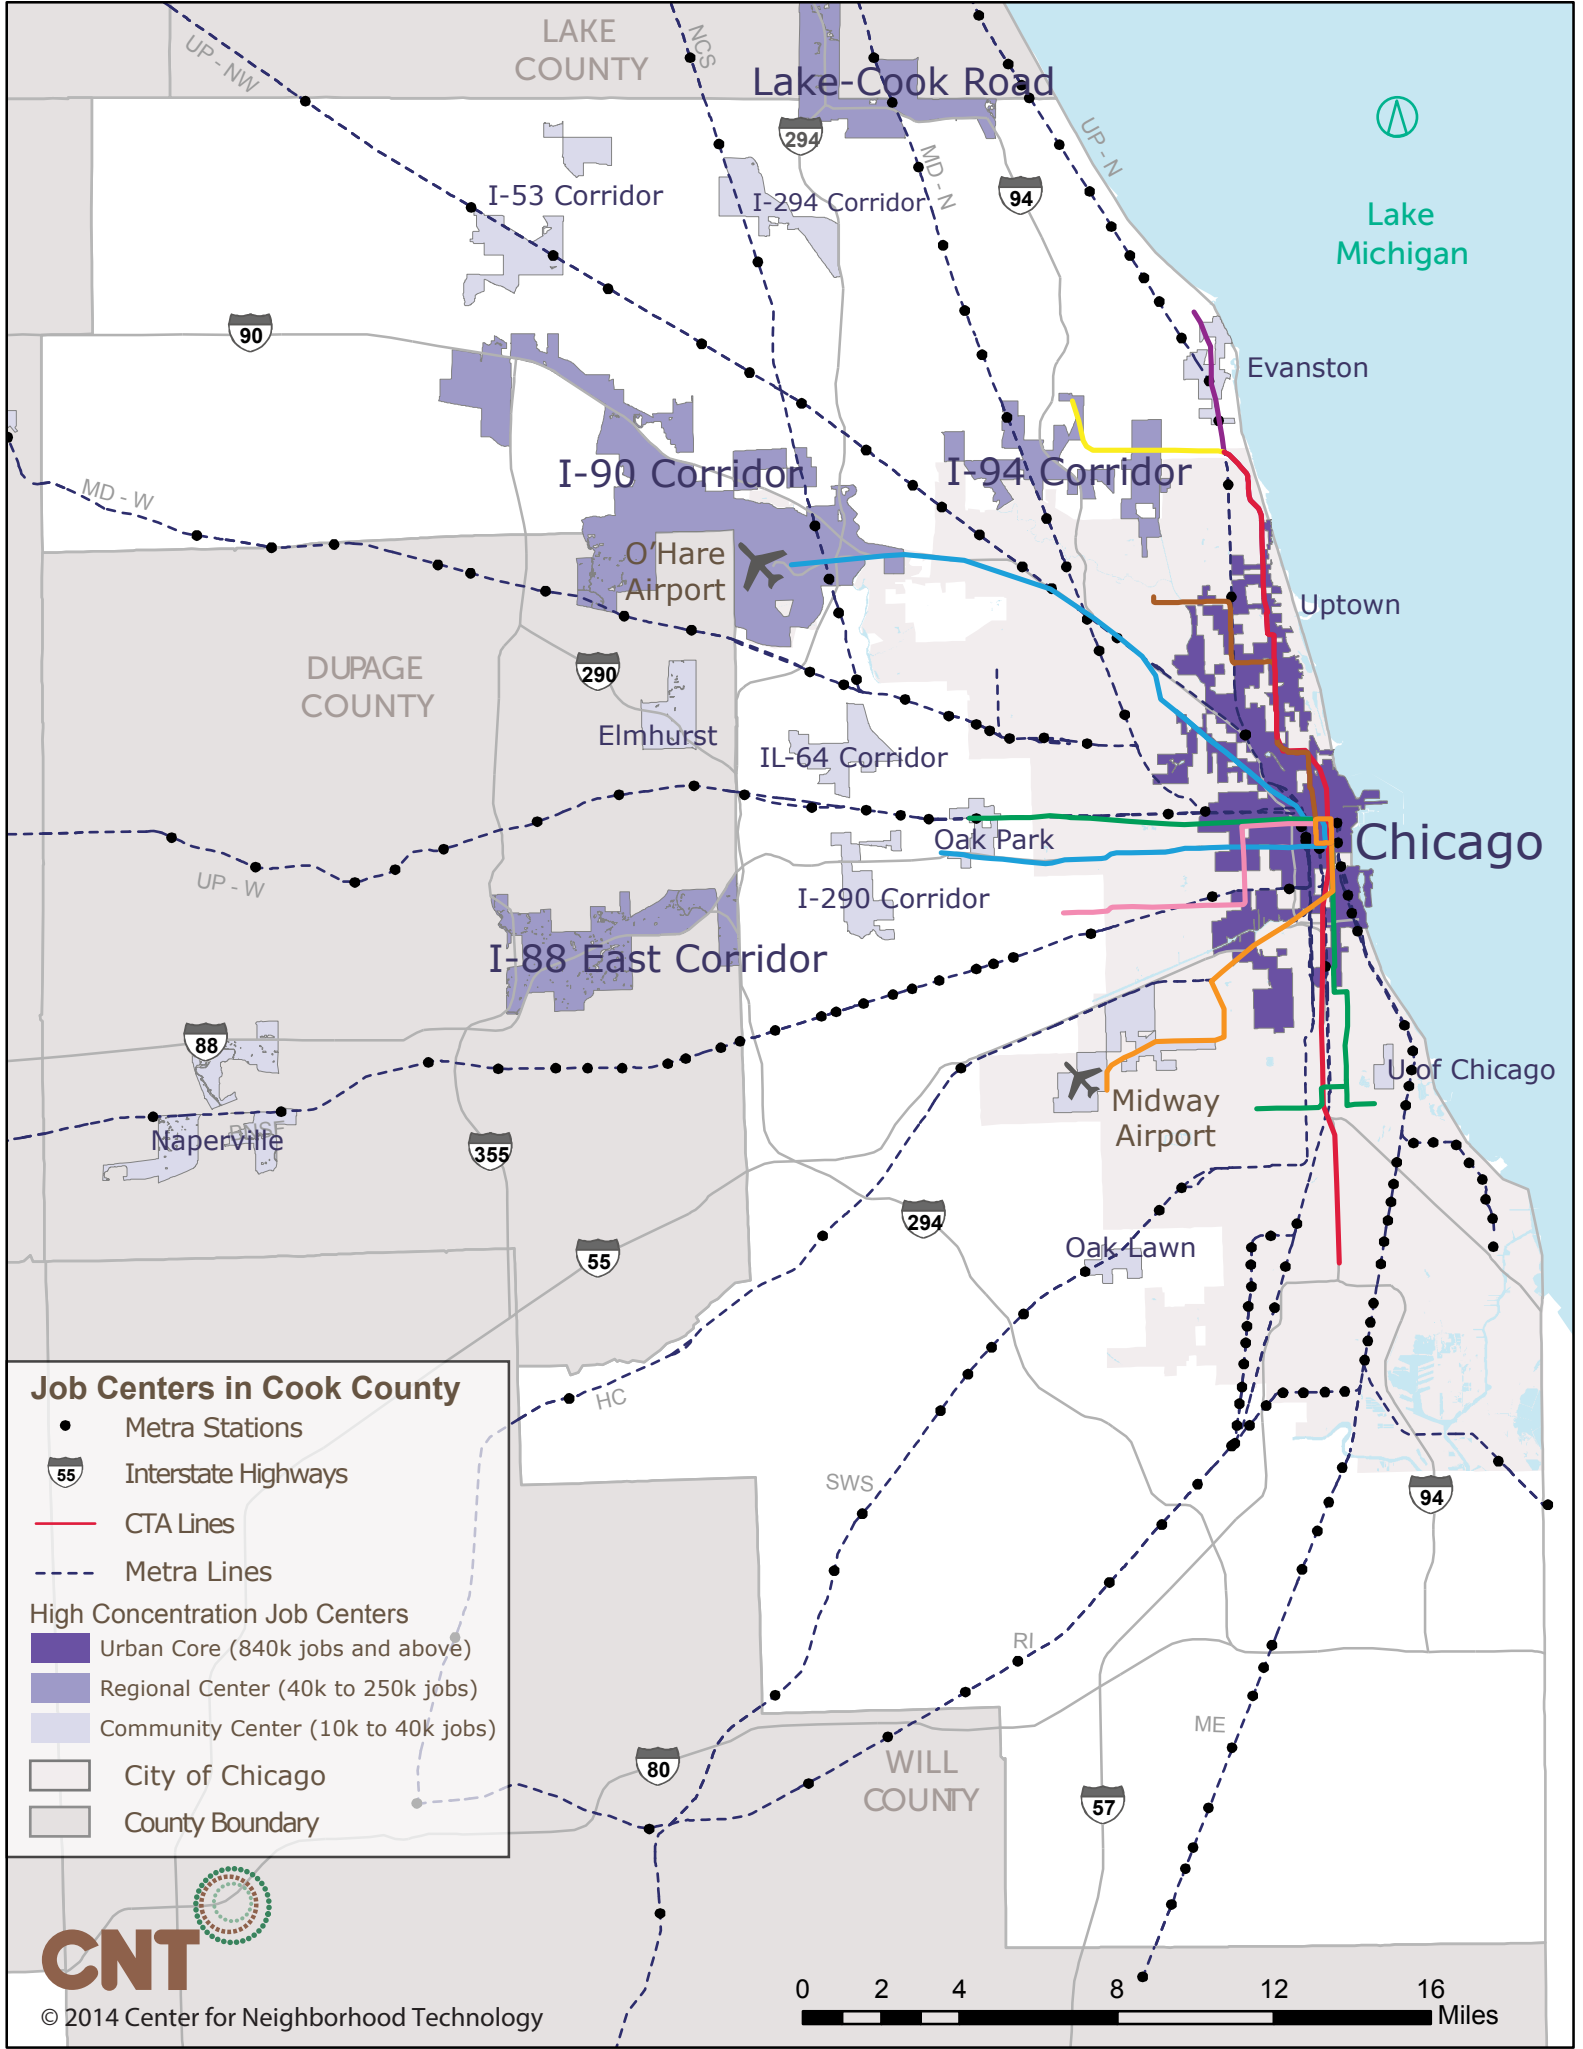 LAKE
COUNTY
UP - NW
NCS
Lake-Cook Road
294
MD - N
UP - N
94
I-53 Corridor
I-294 Corridor
Lake
Michigan
90
Evanston
I-90 Corridor
I-94 Corridor
MD - W
O'Hare
Airport
Uptown
DUPAGE
COUNTY
290
Elmhurst
IL-64 Corridor
Oak Park
Chicago
UP - W
I-290 Corridor
I-88 East Corridor
88
U of Chicago
Midway
Airport
BNSF
Naperville
355
294
55
Oak Lawn
HC
SWS
94
RI
ME
80
WILL
COUNTY
57
Job Centers in Cook County
Metra Stations
55
Interstate Highways
CTA Lines
Metra Lines
High Concentration Job Centers
Urban Core (840k jobs and above)
Regional Center (40k to 250k jobs)
Community Center (10k to 40k jobs)
City of Chicago
County Boundary
CNT
© 2014 Center for Neighborhood Technology
0 2 4 8 12 16
Miles